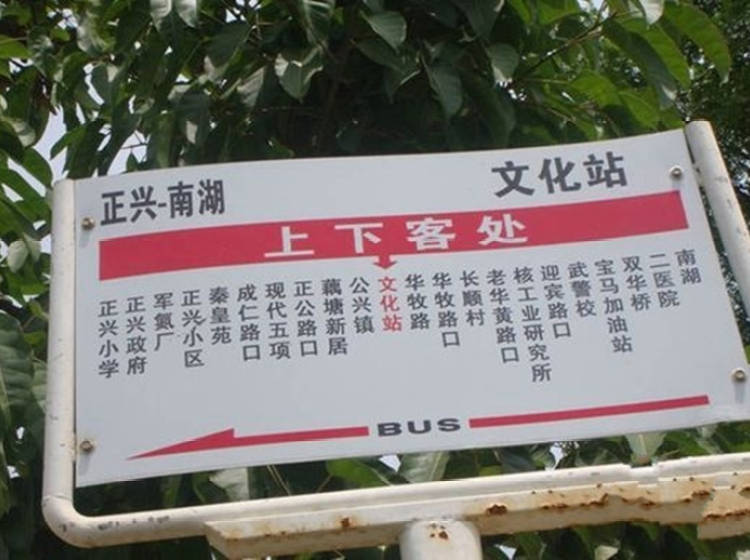 正兴-南湖
文化站
上下客处
正兴小学
正兴政府
军氮厂
正兴小区
秦皇苑
成仁路口
现代五项
正公路口
藕塘新居
公兴镇
文化站
华牧路
华牧路口
长顺村
老华黄路口
核工业研究所
迎宾路口
武警校
宝马加油站
双华桥
二医院
南湖
BUS